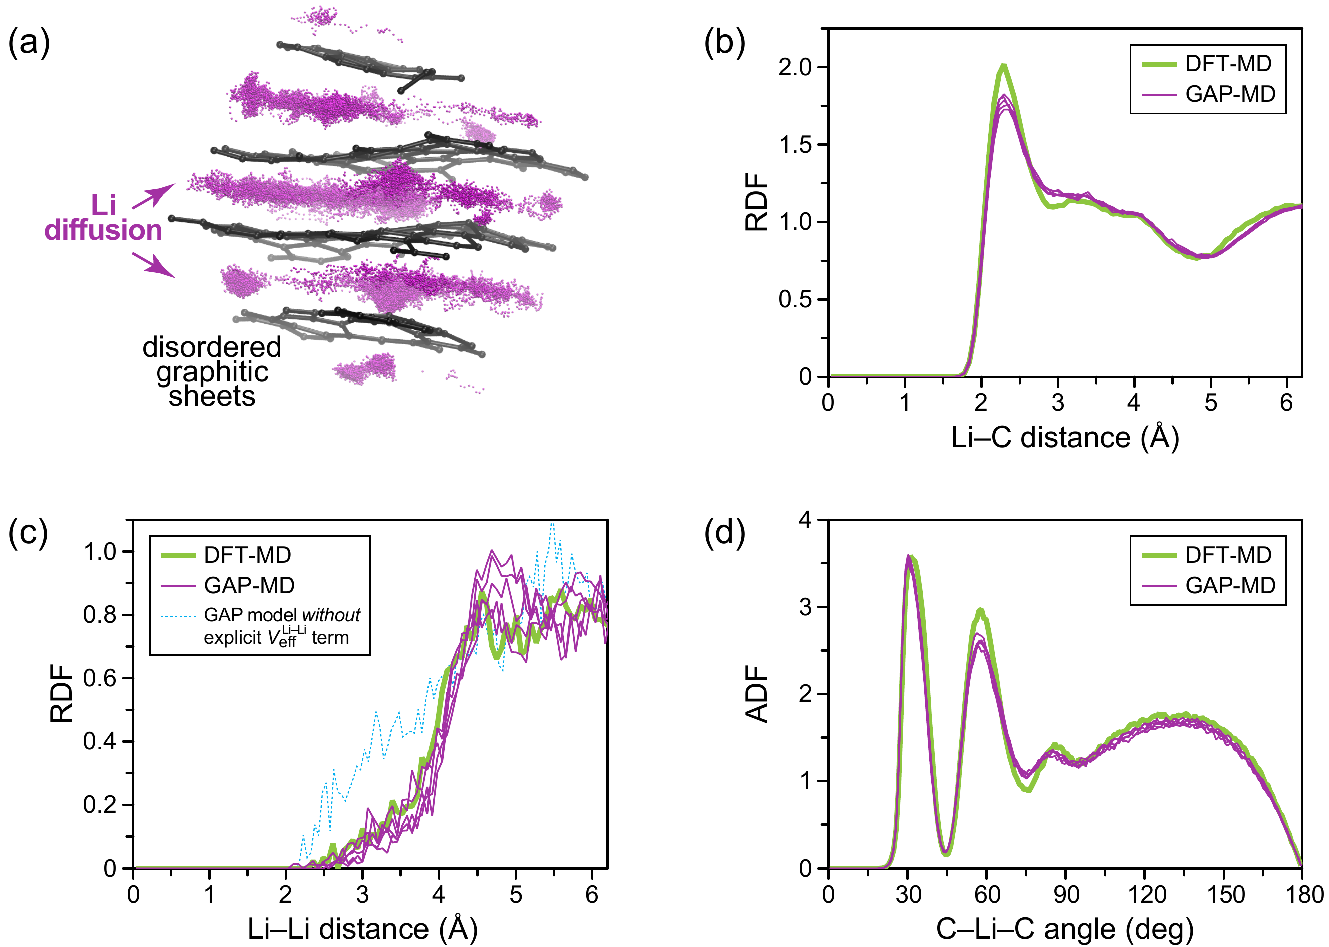 (a)
Li
diffusion
disordered
graphitic
sheets
(b)
DFT-MD
GAP-MD
RDF
2.0
1.5
1.0
0.5
0
0 1 2 3 4 5 6
Li–C distance (Å)
(c)
DFT-MD
GAP-MD
GAP model without
explicit V_eff^Li–Li term
RDF
1.0
0.8
0.6
0.4
0.2
0
0 1 2 3 4 5 6
Li–Li distance (Å)
(d)
DFT-MD
GAP-MD
ADF
4
3
2
1
0
0 30 60 90 120 150 180
C–Li–C angle (deg)